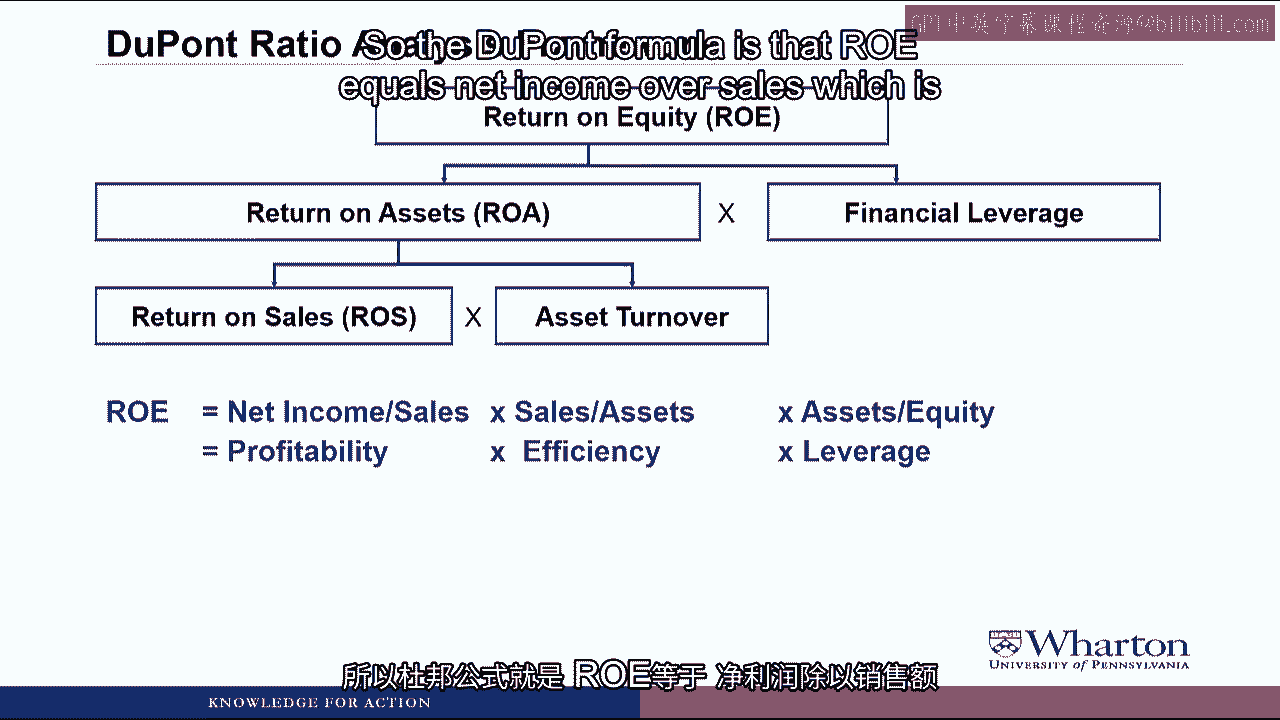 GPT中英字幕课程资源@bilibili.com
DuPont Ratio
So the DuPont formula is that ROE
equals net income over sales which is
Return on Equity (ROE)
Return on Assets (ROA) X Financial Leverage
Return on Sales (ROS) X Asset Turnover
ROE = Net Income/Sales x Sales/Assets x Assets/Equity
= Profitability x Efficiency x Leverage
Wharton
UNIVERSITY of PENNSYLVANIA
所以杜邦公式就是 ROE等于 净利润除以销售额
KNOWLEDGE FOR ACTION